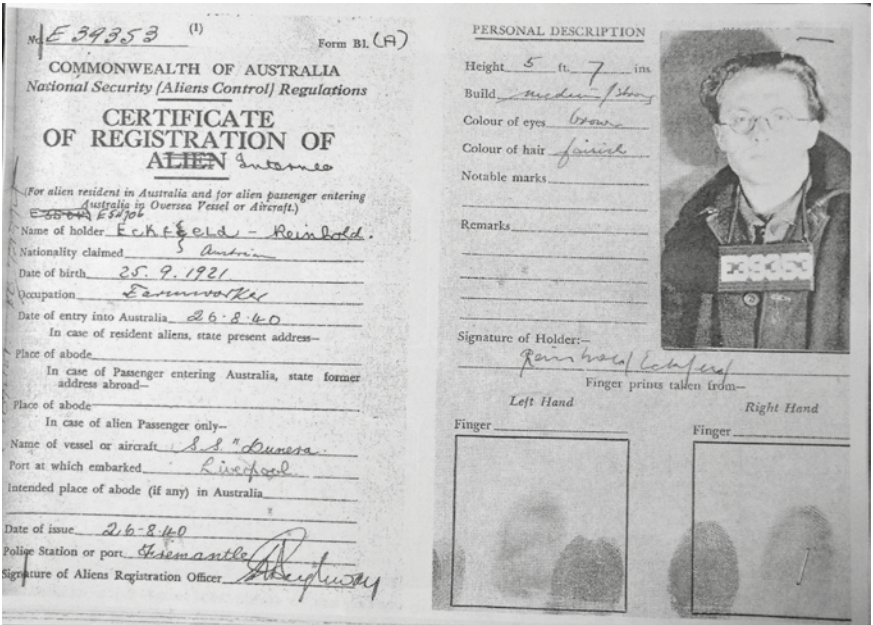 No. E 39353 (1)
Form B1. (A)
COMMONWEALTH OF AUSTRALIA
National Security (Aliens Control) Regulations
CERTIFICATE
OF REGISTRATION OF
ALIEN Internee
(For alien resident in Australia and for alien passenger entering
Australia in Oversea Vessel or Aircraft.)
Name of holder Eckfeld - Reinhold.
Nationality claimed Austrian
Date of birth 25. 9. 1921
Occupation Farmworker
Date of entry into Australia 26-8-40
In case of resident aliens, state present address—
Place of abode
In case of Passenger entering Australia, state former
address abroad—
Place of abode
In case of alien Passenger only—
Name of vessel or aircraft S.S. "Dunera.
Port at which embarked Liverpool
Intended place of abode (if any) in Australia
Date of issue 26-8-40
Police Station or port Fremantle
Signature of Aliens Registration Officer
PERSONAL DESCRIPTION
Height 5 ft. 7 ins
Build medium/strong
Colour of eyes brown
Colour of hair fairish
Notable marks
Remarks
E39353
Signature of Holder:—
Reinhold Eckfeld
Finger prints taken from—
Left Hand
Right Hand
Finger
Finger